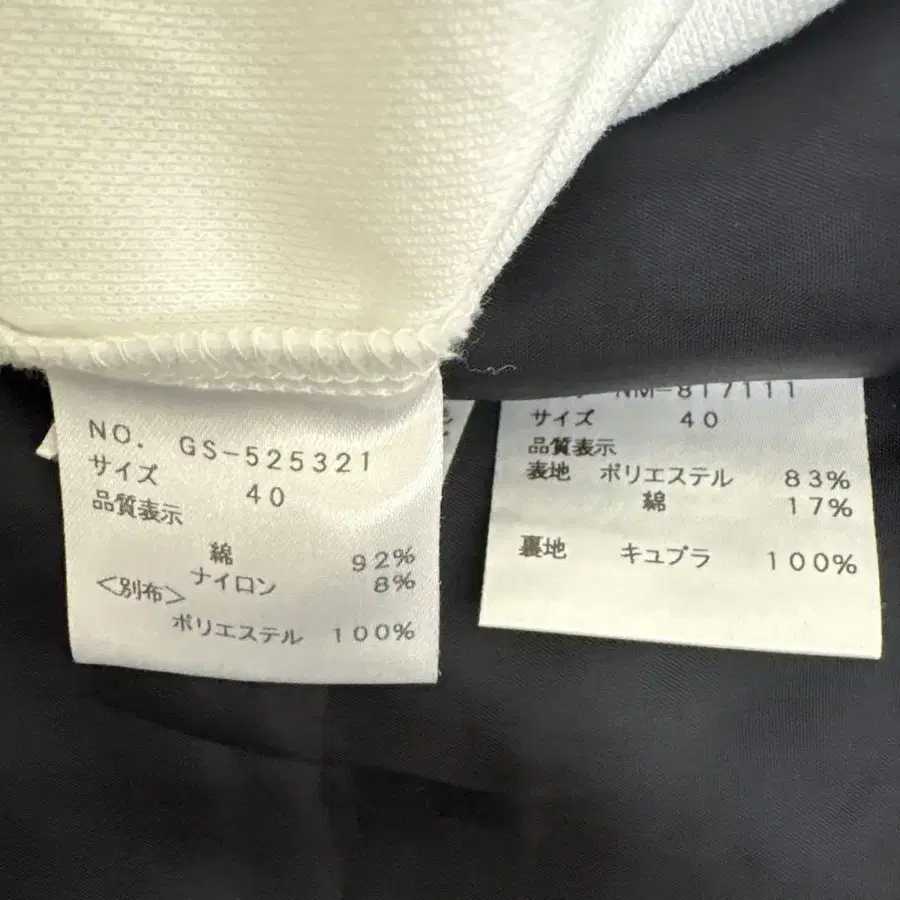 NO. GS-525321
サイズ 40
品質表示
綿 92%
ナイロン 8%
<別布>
ポリエステル 100%
NM-817111
サイズ 40
品質表示
表地 ポリエステル 83%
綿 17%
裏地 キュプラ 100%